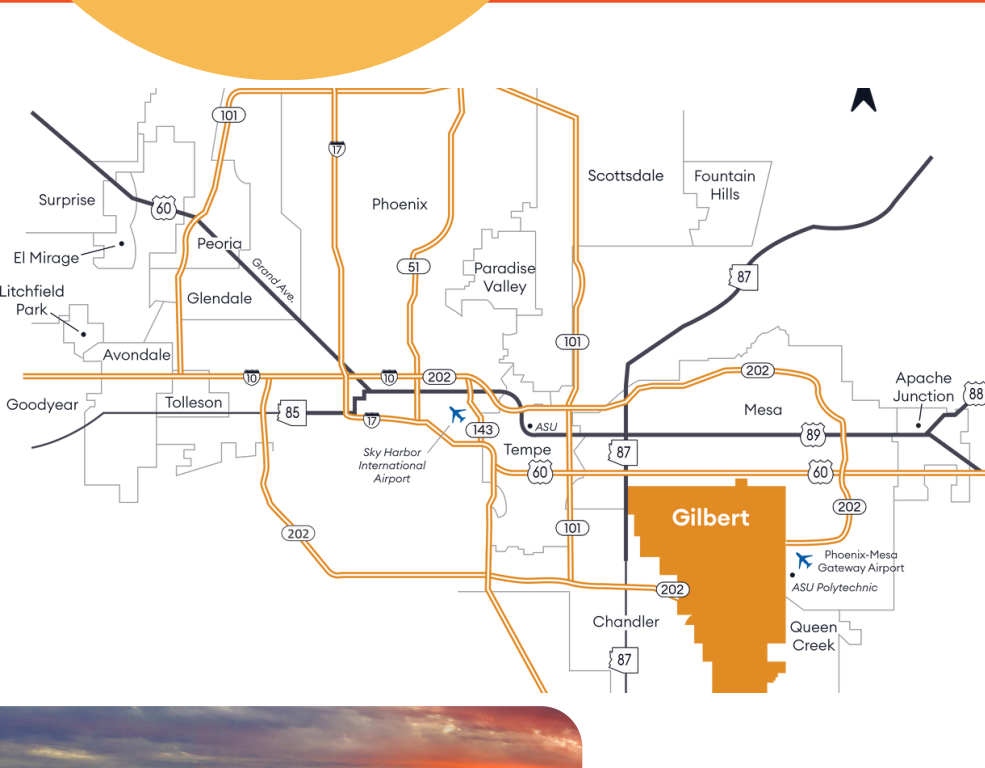 101
17
Scottsdale
Fountain
Hills
Surprise
60
Phoenix
Peoria
El Mirage
51
Paradise
Valley
87
Grand Ave.
Litchfield
Park
Glendale
101
Avondale
10
10
202
202
Apache
Junction
88
Goodyear
Tolleson
85
17
143
ASU
Mesa
89
Sky Harbor
International
Airport
Tempe
87
60
60
202
Gilbert
101
202
Phoenix-Mesa
Gateway Airport
ASU Polytechnic
202
Chandler
Queen
Creek
87